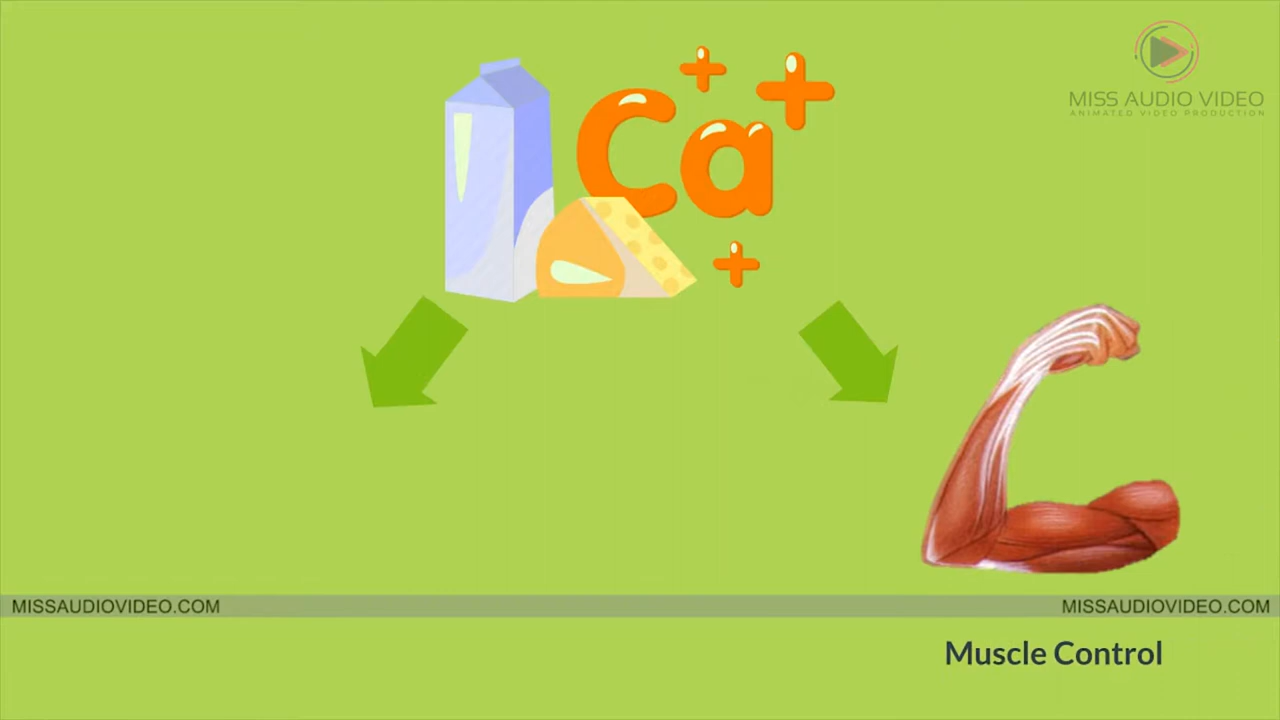 Ca
MISS AUDIO VIDEO
ANIMATED VIDEO PRODUCTION
MISSAUDIOVIDEO.COM
MISSAUDIOVIDEO.COM
Muscle Control